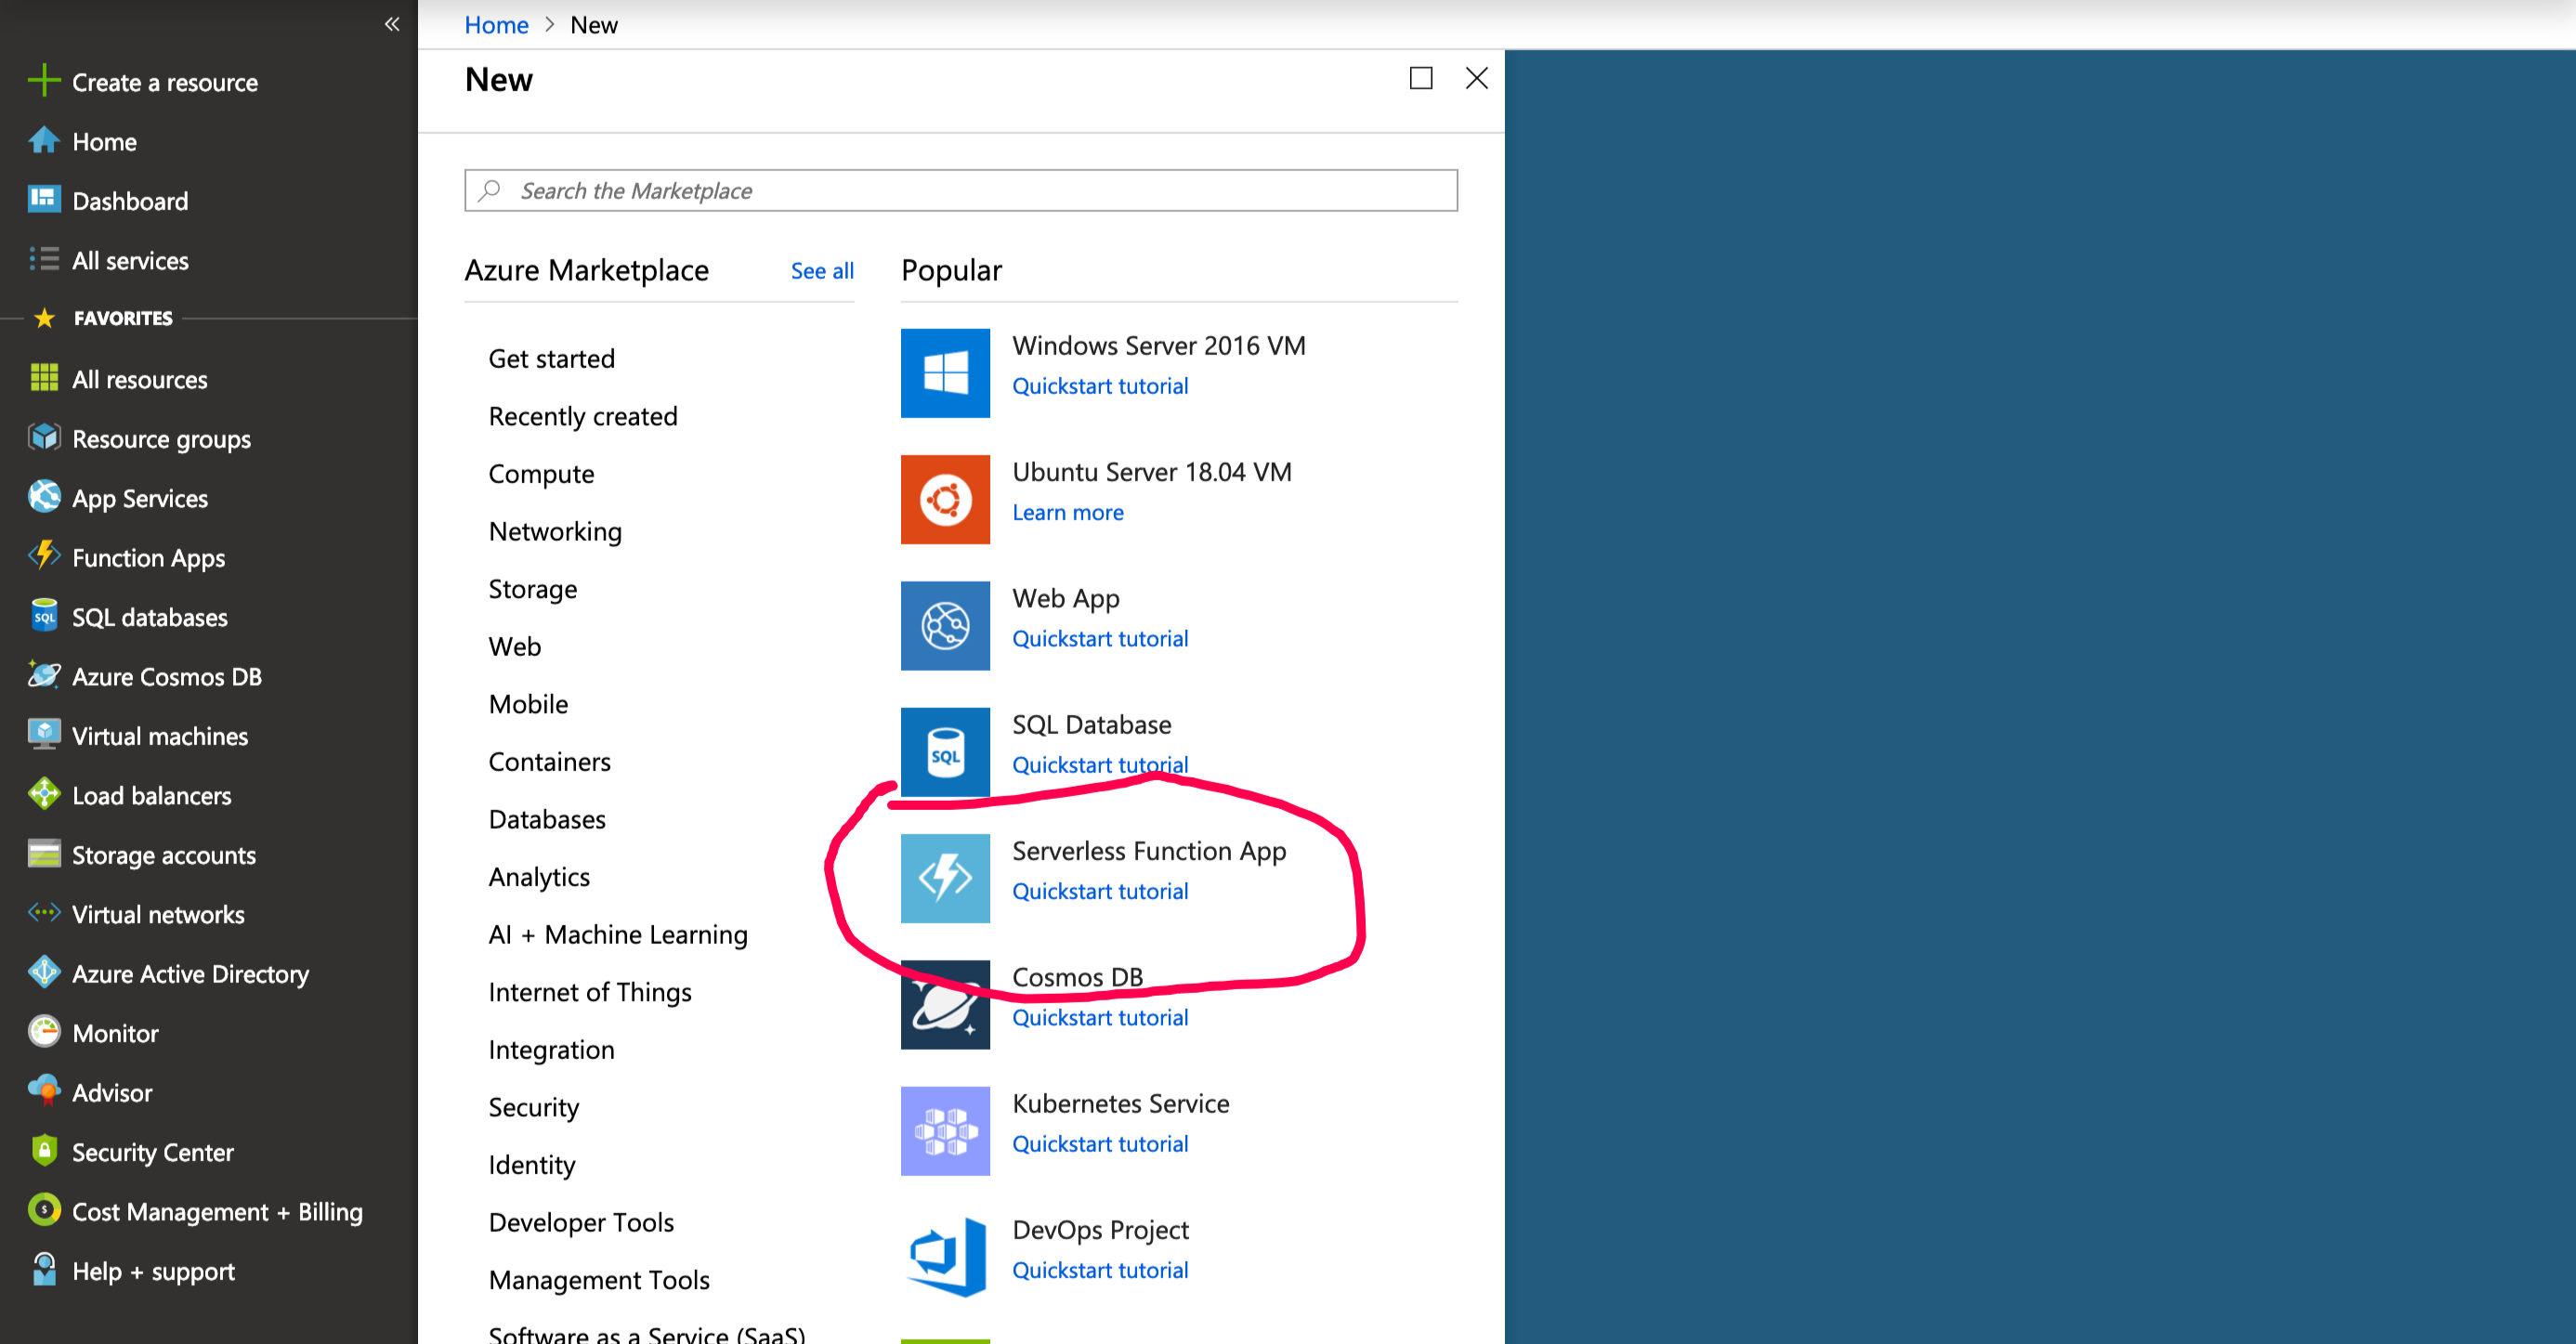 Home > New
New
Search the Marketplace
Create a resource
Home
Dashboard
All services
FAVORITES
All resources
Resource groups
App Services
Function Apps
SQL databases
Azure Cosmos DB
Virtual machines
Load balancers
Storage accounts
Virtual networks
Azure Active Directory
Monitor
Advisor
Security Center
Cost Management + Billing
Help + support
Azure Marketplace
See all
Get started
Recently created
Compute
Networking
Storage
Web
Mobile
Containers
Databases
Analytics
AI + Machine Learning
Internet of Things
Integration
Security
Identity
Developer Tools
Management Tools
Software as a Service (SaaS)
Popular
Windows Server 2016 VM
Quickstart tutorial
Ubuntu Server 18.04 VM
Learn more
Web App
Quickstart tutorial
SQL
SQL Database
Quickstart tutorial
Serverless Function App
Quickstart tutorial
Cosmos DB
Quickstart tutorial
Kubernetes Service
Quickstart tutorial
DevOps Project
Quickstart tutorial